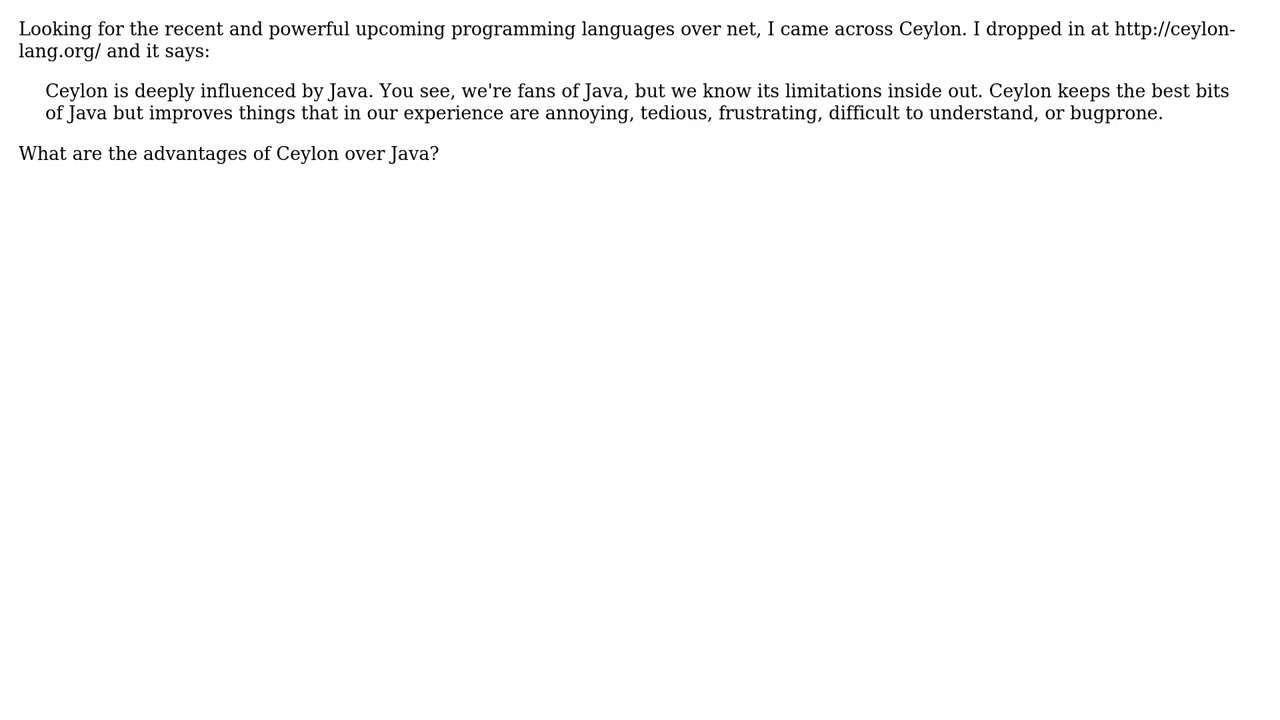 Looking for the recent and powerful upcoming programming languages over net, I came across Ceylon. I dropped in at http://ceylon-
lang.org/ and it says:
Ceylon is deeply influenced by Java. You see, we're fans of Java, but we know its limitations inside out. Ceylon keeps the best bits
of Java but improves things that in our experience are annoying, tedious, frustrating, difficult to understand, or bugprone.
What are the advantages of Ceylon over Java?